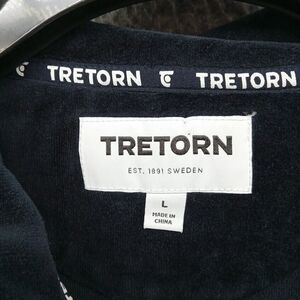 TRETORN TRETORN
TRETORN
EST. 1891 SWEDEN
L
MADE IN
CHINA